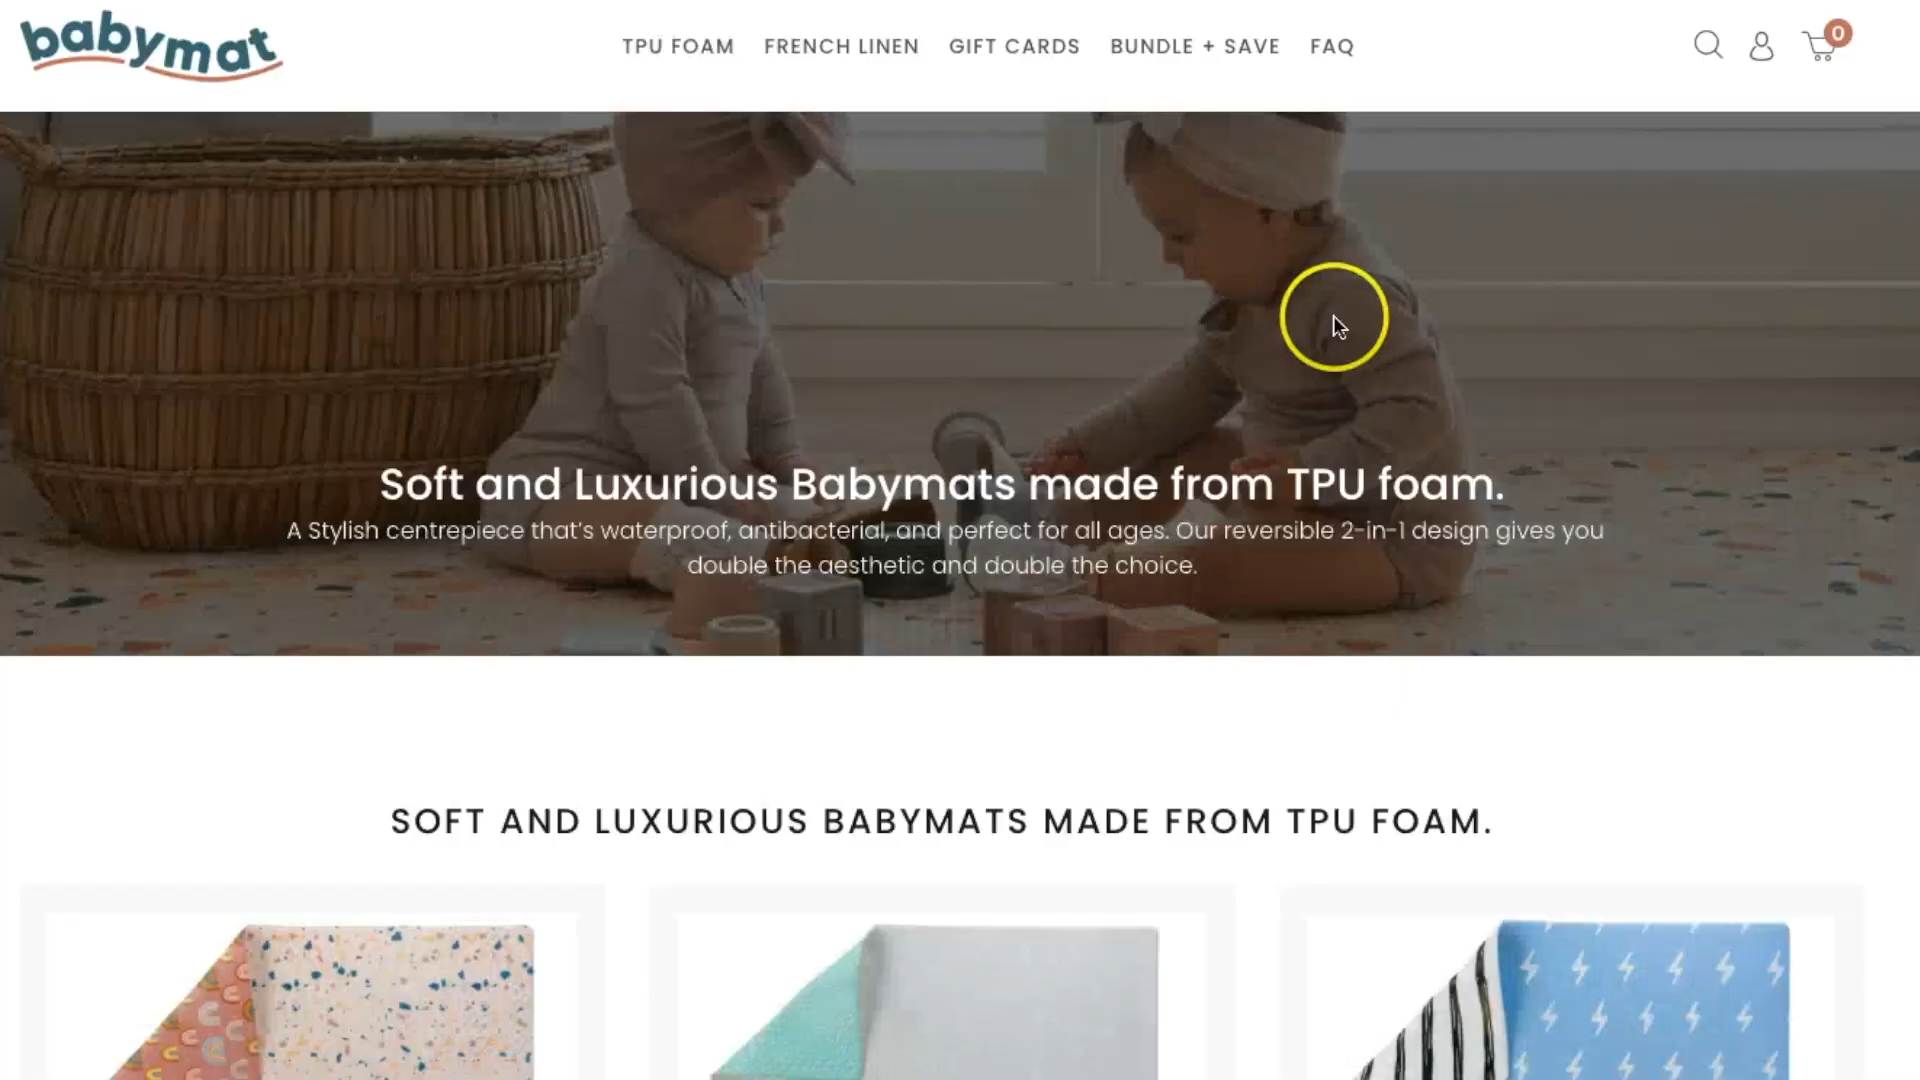 babymat
TPU FOAM FRENCH LINEN GIFT CARDS BUNDLE + SAVE FAQ
0
Soft and Luxurious Babymats made from TPU foam.
A Stylish centrepiece that's waterproof, antibacterial, and perfect for all ages. Our reversible 2-in-1 design gives you
double the aesthetic and double the choice.
SOFT AND LUXURIOUS BABYMATS MADE FROM TPU FOAM.